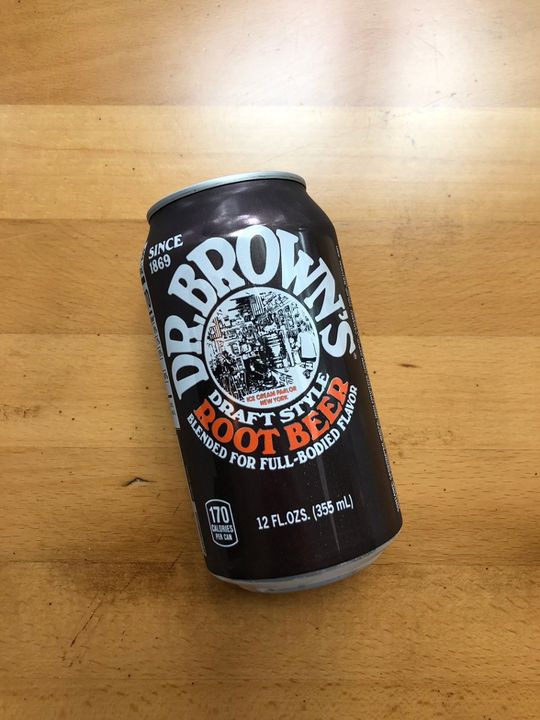 SINCE
1869
DR. BROWN'S
ICE CREAM PARLOR
NEW YORK
DRAFT STYLE
ROOT BEER
BLENDED FOR FULL-BODIED FLAVOR
12 FL.OZS. (355 mL)
170
CALORIES
PER CAN